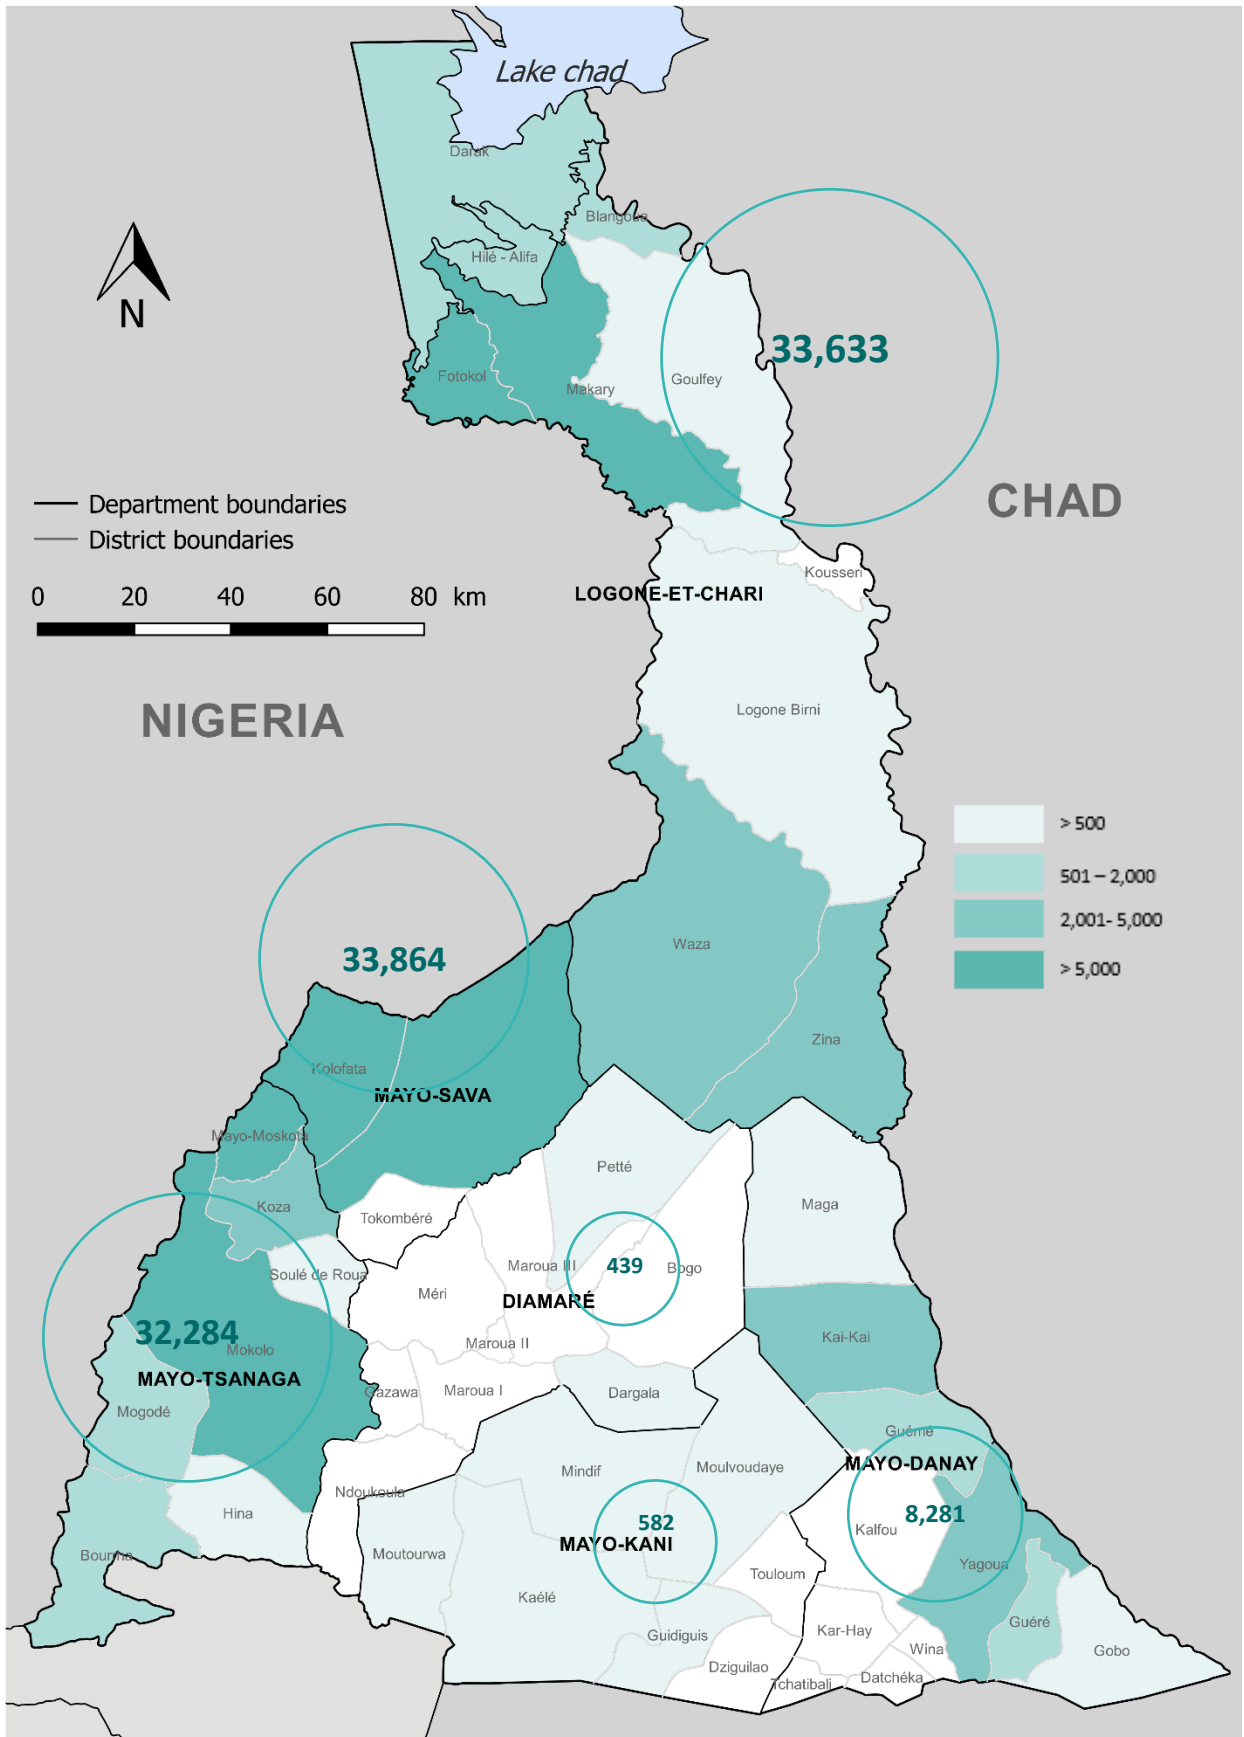 Lake chad
Darak
Blangoua
Hilé - Alifa
N
33,633
Fotokol
Makary
Goulfey
CHAD
Department boundaries
District boundaries
Kousseri
0 20 40 60 80 km
LOGONE-ET-CHARI
NIGERIA
Logone Birni
> 500
501 – 2,000
2,001- 5,000
> 5,000
Waza
33,864
Zina
Kolofata
MAYO-SAVA
Mayo-Moskota
Petté
Koza
Tokombéré
Maga
Soulé de Roua
Maroua III
439
Bogo
Méri
DIAMARÉ
32,284
Mokolo
Maroua II
Kai-Kai
MAYO-TSANAGA
Gazawa
Maroua I
Dargala
Mogodé
Guémé
MAYO-DANAY
Mindif
Moulvoudaye
Ndoukoula
Hina
582
8,281
Kalfou
MAYO-KANI
Bourrha
Moutourwa
Touloum
Yagoua
Kaélé
Guidiguis
Kar-Hay
Guéré
Wina
Gobo
Dziguilao
Datchéka
Tchatibali